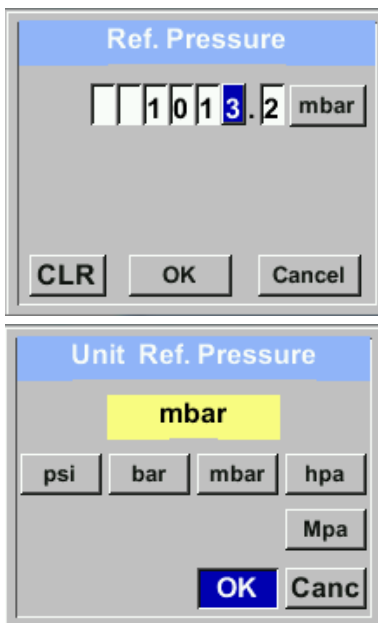 Ref. Pressure
1013.2 mbar
CLR OK Cancel
Unit Ref. Pressure
mbar
psi bar mbar hpa
Mpa
OK Canc